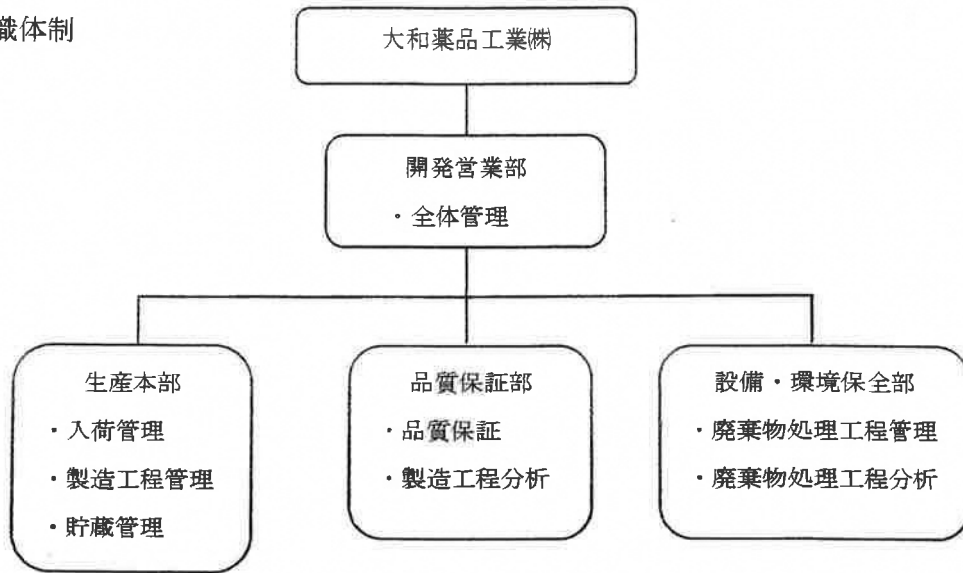 織体制
大和薬品工業㈱
開発営業部
・全体管理
生産本部
・入荷管理
・製造工程管理
・貯蔵管理
品質保証部
・品質保証
・製造工程分析
設備・環境保全部
・廃棄物処理工程管理
・廃棄物処理工程分析